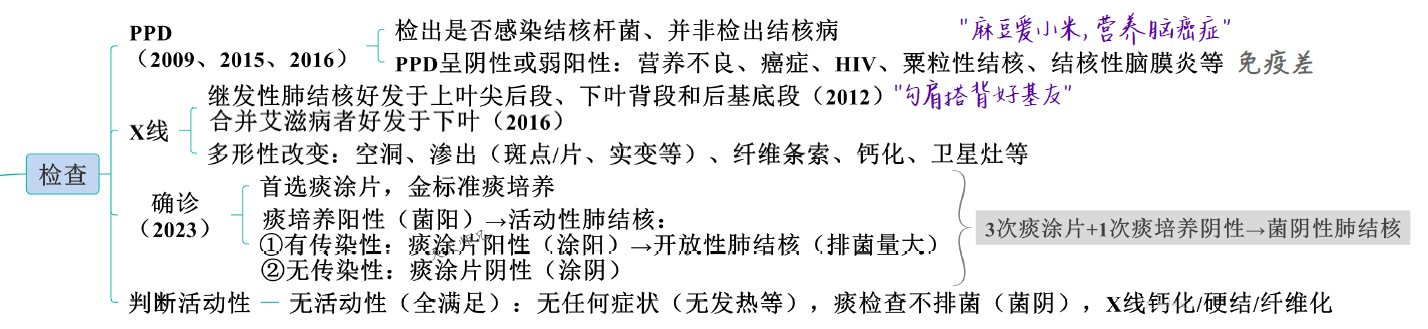 PPD
（2009、2015、2016）
检出是否感染结核杆菌、并非检出结核病
"麻豆爱小米,营养脑癌症"
PPD呈阴性或弱阳性：营养不良、癌症、HIV、粟粒性结核、结核性脑膜炎等
免疫差
继发性肺结核好发于上叶尖后段、下叶背段和后基底段（2012）
"勾肩搭背好基友"
X线
合并艾滋病者好发于下叶（2016）
多形性改变：空洞、渗出（斑点/片、实变等）、纤维条索、钙化、卫星灶等
检查
确诊
（2023）
首选痰涂片，金标准痰培养
痰培养阳性（菌阳）→活动性肺结核：
①有传染性：痰涂片阳性（涂阳）→开放性肺结核（排菌量大）
②无传染性：痰涂片阴性（涂阴）
3次痰涂片+1次痰培养阴性→菌阴性肺结核
判断活动性
无活动性（全满足）：无任何症状（无发热等），痰检查不排菌（菌阴），X线钙化/硬结/纤维化